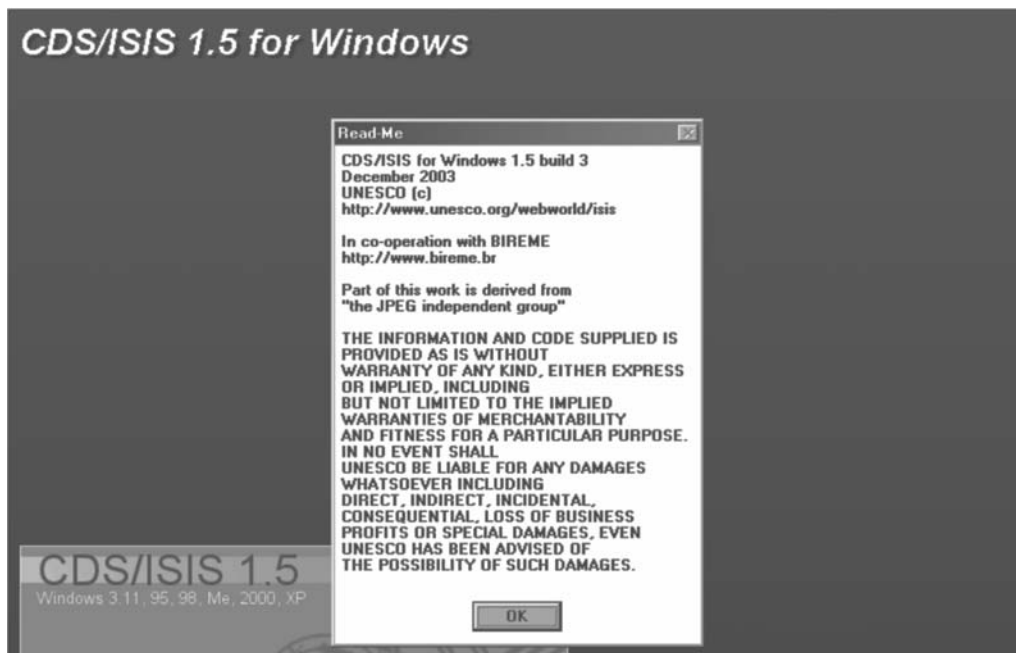 CDS/ISIS 1.5 for Windows
Read-Me
CDS/ISIS for Windows 1.5 build 3
December 2003
UNESCO (c)
http://www.unesco.org/webworld/isis
In co-operation with BIREME
http://www.bireme.br
Part of this work is derived from
"the JPEG independent group"
THE INFORMATION AND CODE SUPPLIED IS
PROVIDED AS IS WITHOUT
WARRANTY OF ANY KIND, EITHER EXPRESS
OR IMPLIED, INCLUDING
BUT NOT LIMITED TO THE IMPLIED
WARRANTIES OF MERCHANTABILITY
AND FITNESS FOR A PARTICULAR PURPOSE.
IN NO EVENT SHALL
UNESCO BE LIABLE FOR ANY DAMAGES
WHATSOEVER INCLUDING
DIRECT, INDIRECT, INCIDENTAL,
CONSEQUENTIAL, LOSS OF BUSINESS
PROFITS OR SPECIAL DAMAGES, EVEN
UNESCO HAS BEEN ADVISED OF
THE POSSIBILITY OF SUCH DAMAGES.
OK
CDS/ISIS 1.5
Windows 3.11, 95, 98, Me, 2000, XP